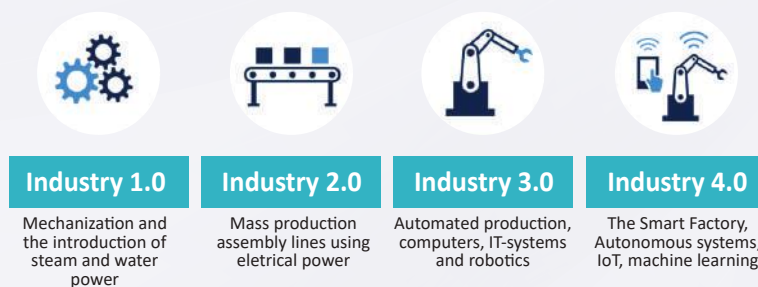 Industry 1.0
Mechanization and
the introduction of
steam and water
power
Industry 2.0
Mass production
assembly lines using
eletrical power
Industry 3.0
Automated production,
computers, IT-systems
and robotics
Industry 4.0
The Smart Factory,
Autonomous systems,
IoT, machine learning